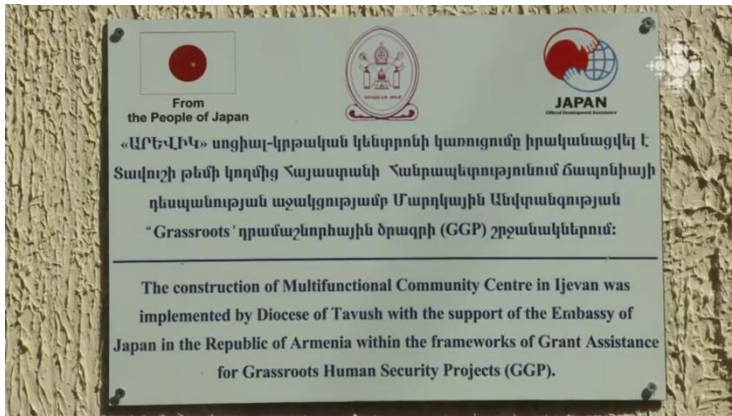 From
the People of Japan
JAPAN
Official Development Assistance
«ԱՐԵՎԻԿ» սոցիալ-կրթական կենտրոնի կառուցումը իրականացվել է
Տավուշի թեմի կողմից Հայաստանի Հանրապետությունում Ճապոնիայի
դեսպանության աջակցությամբ Մարդկային Անվտանգության
"Grassroots' դրամաշնորհային ծրագրի (GGP) շրջանակներում:
The construction of Multifunctional Community Centre in Ijevan was
implemented by Diocese of Tavush with the support of the Embassy of
Japan in the Republic of Armenia within the frameworks of Grant Assistance
for Grassroots Human Security Projects (GGP).